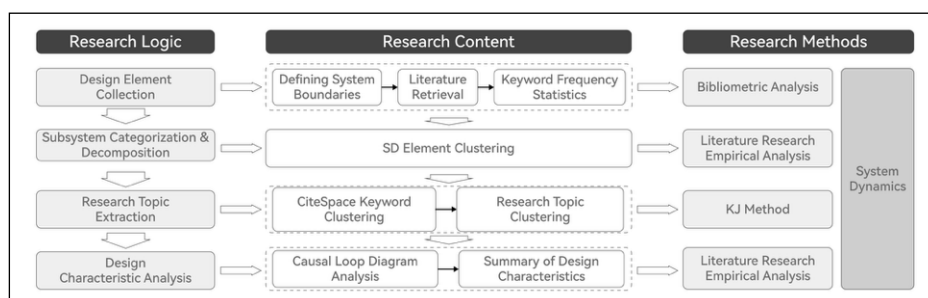 Research Logic
Research Content
Research Methods
Design Element
Collection
Defining System
Boundaries
Literature
Retrieval
Keyword Frequency
Statistics
Bibliometric Analysis
Subsystem Categorization &
Decomposition
SD Element Clustering
Literature Research
Empirical Analysis
System
Dynamics
Research Topic
Extraction
CiteSpace Keyword
Clustering
Research Topic
Clustering
KJ Method
Design
Characteristic Analysis
Causal Loop Diagram
Analysis
Summary of Design
Characteristics
Literature Research
Empirical Analysis